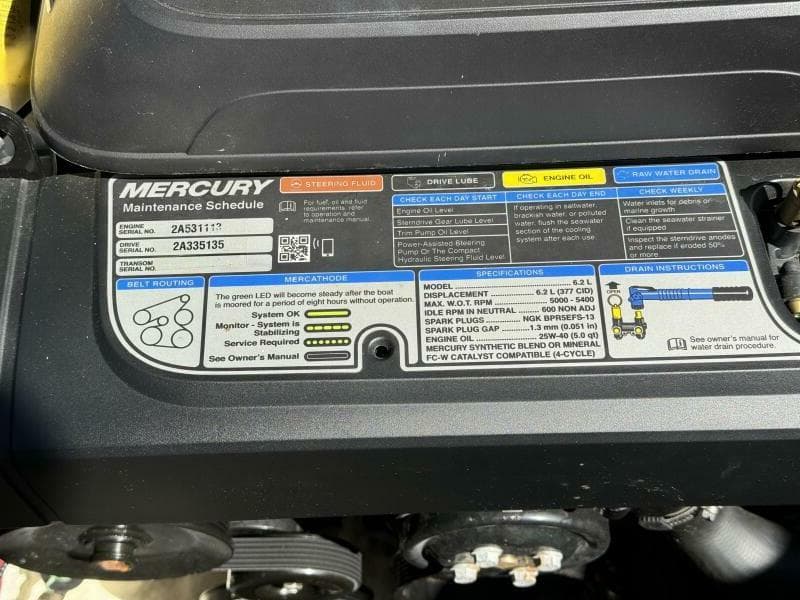 MERCURY
Maintenance Schedule
STEERING FLUID
DRIVE LUBE
ENGINE OIL
RAW WATER DRAIN
For fuel, oil and fluid
requirements, refer
to operation and
maintenance manual.
ENGINE
SERIAL NO.
DRIVE
SERIAL NO.
2A335135
TRANSOM
SERIAL NO.
CHECK EACH DAY START
Engine Oil Level
Sterndrive Gear Lube Level
Trim Pump Oil Level
Power-Assisted Steering
Pump Or The Compact
Hydraulic Steering Fluid Level
CHECK EACH DAY END
If operating in saltwater,
brackish water, or polluted
water, flush the seawater
section of the cooling
system after each use.
CHECK WEEKLY
Water inlets for debris or
marine growth
Clean the seawater strainer
if equipped
Inspect the sterndrive anodes
and replace if eroded 50%
or more
BELT ROUTING
MERCATHODE
The green LED will become steady after the boat
is moored for a period of eight hours without operation.
System OK
Monitor - System is
Stabilizing
Service Required
See Owner's Manual
SPECIFICATIONS
MODEL ... 6.2 L
DISPLACEMENT ... 6.2 L (377 CID)
MAX. W.O.T. RPM ... 5000 - 5400
IDLE RPM IN NEUTRAL ... 600 NON ADJ
SPARK PLUGS ... NGK BPR5EFS-13
SPARK PLUG GAP ... 1.3 mm (0.051 in)
ENGINE OIL ... 25W-40 (5.0 qt)
MERCURY SYNTHETIC BLEND OR MINERAL
FC-W CATALYST COMPATIBLE (4-CYCLE)
DRAIN INSTRUCTIONS
OPEN
See owner's manual for
water drain procedure.